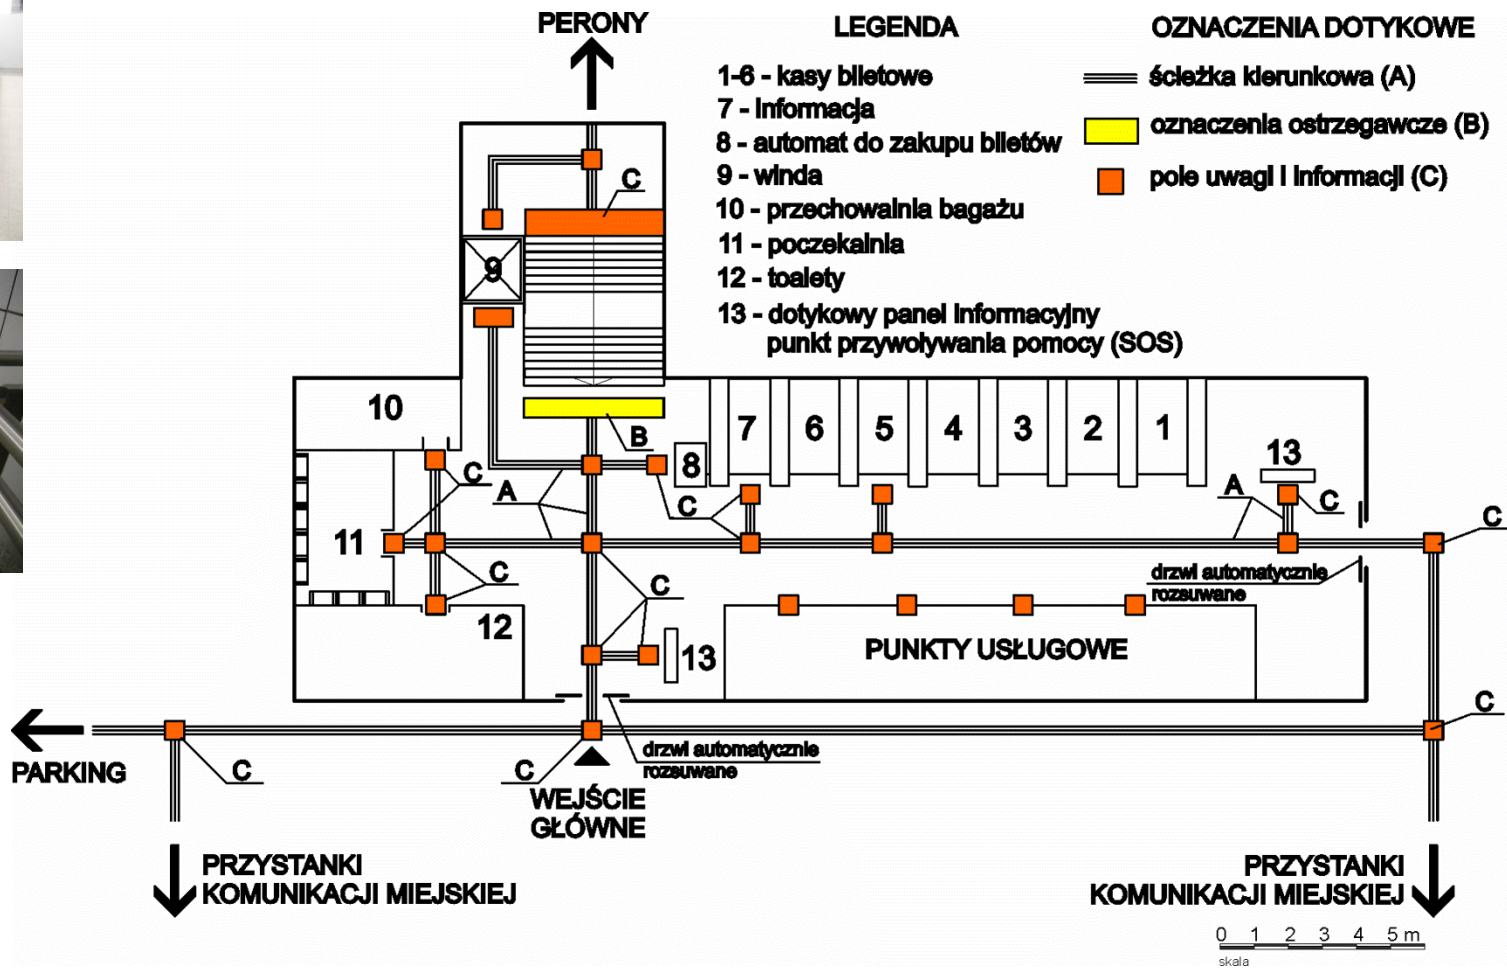 PERONY
LEGENDA
1-6 - kasy biletowe
7 - informacja
8 - automat do zakupu biletów
9 - winda
10 - przechowalnia bagażu
11 - poczekalnia
12 - toalety
13 - dotykowy panel informacyjny
punkt przywoływania pomocy (SOS)
OZNACZENIA DOTYKOWE
ścieżka kierunkowa (A)
oznaczenia ostrzegawcze (B)
pole uwagi i informacji (C)
C
9
10
B
7
6
5
4
3
2
1
8
13
C
A
C
A
C
C
11
C
C
drzwi automatycznie
rozsuwane
12
13
PUNKTY USŁUGOWE
C
C
C
drzwi automatycznie
rozsuwane
PARKING
WEJŚCIE
GŁÓWNE
PRZYSTANKI
KOMUNIKACJI MIEJSKIEJ
PRZYSTANKI
KOMUNIKACJI MIEJSKIEJ
0 1 2 3 4 5 m
skala